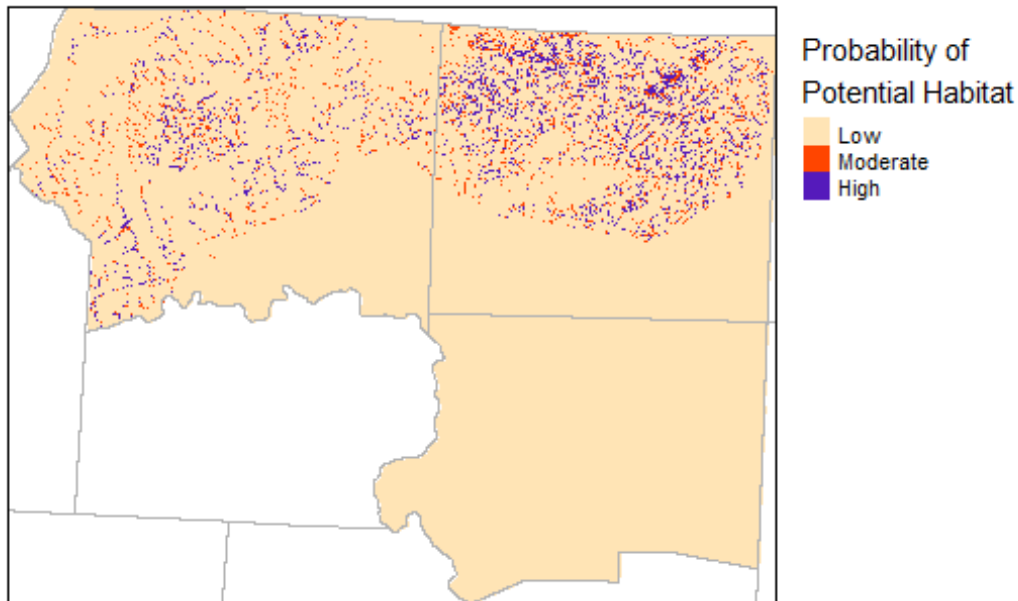 Probability of
Potential Habitat
Low
Moderate
High